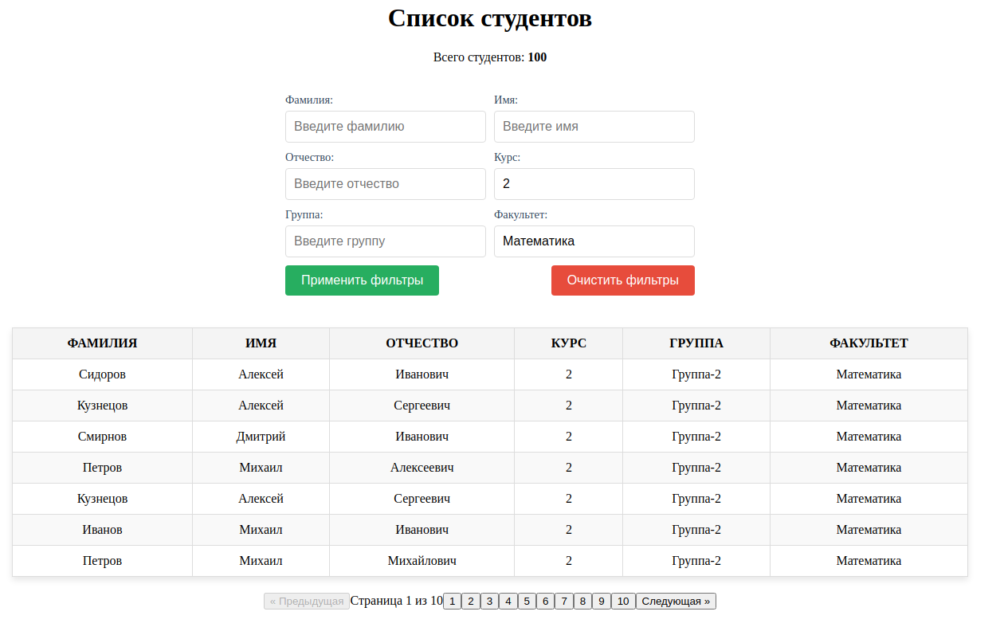 Список студентов
Всего студентов: 100
Фамилия: Имя:
Введите фамилию Введите имя
Отчество: Курс:
Введите отчество 2
Группа: Факультет:
Введите группу Математика
Применить фильтры Очистить фильтры
ФАМИЛИЯ ИМЯ ОТЧЕСТВО КУРС ГРУППА ФАКУЛЬТЕТ
Сидоров Алексей Иванович 2 Группа-2 Математика
Кузнецов Алексей Сергеевич 2 Группа-2 Математика
Смирнов Дмитрий Иванович 2 Группа-2 Математика
Петров Михаил Алексеевич 2 Группа-2 Математика
Кузнецов Алексей Сергеевич 2 Группа-2 Математика
Иванов Михаил Иванович 2 Группа-2 Математика
Петров Михаил Михайлович 2 Группа-2 Математика
« Предыдущая Страница 1 из 10 1 2 3 4 5 6 7 8 9 10 Следующая »